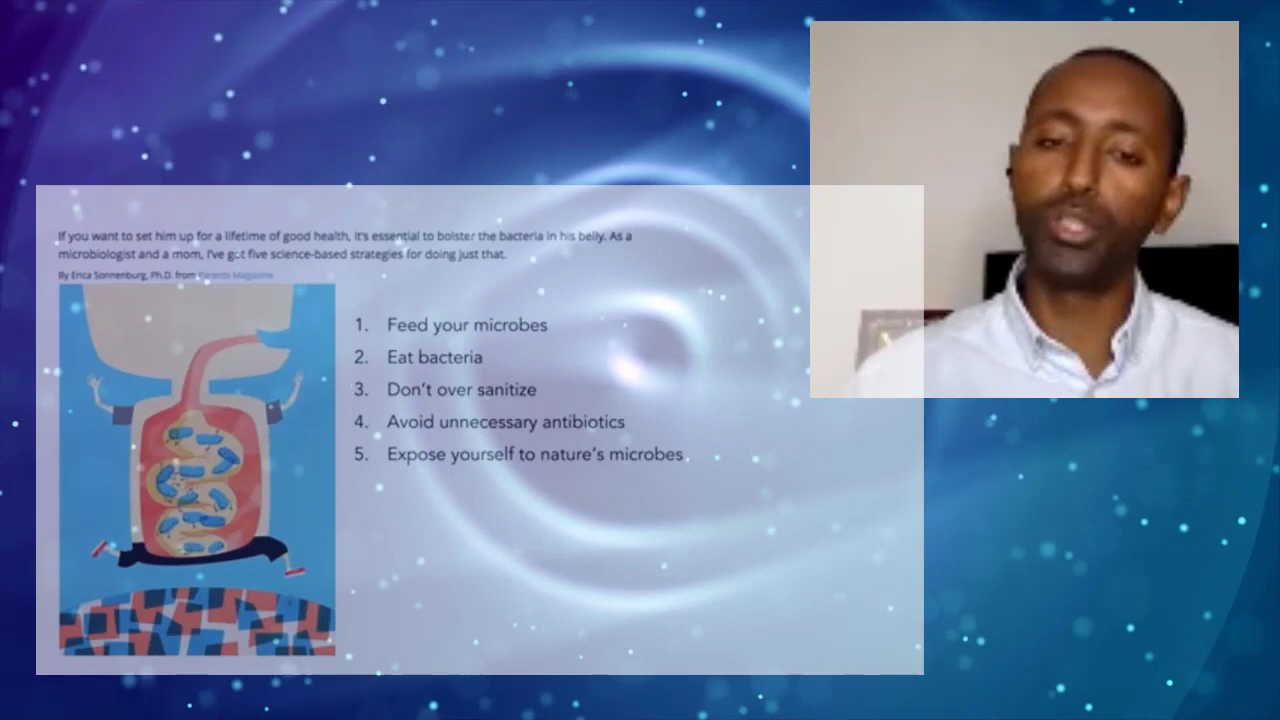 If you want to set him up for a lifetime of good health, it's essential to bolster the bacteria in his belly. As a
microbiologist and a mom, I've got five science-based strategies for doing just that.
By Erica Sonnenburg, Ph.D. from Parents Magazine
1. Feed your microbes
2. Eat bacteria
3. Don't over sanitize
4. Avoid unnecessary antibiotics
5. Expose yourself to nature's microbes